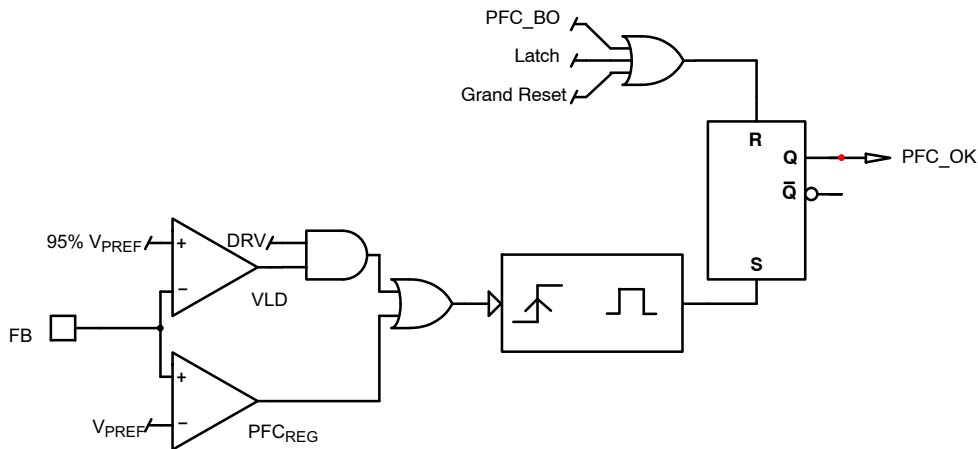 PFC_BO
Latch
Grand Reset
R
Q
PFC_OK
Q̅
S
95% VPREF
+
DRV
−
VLD
FB
+
VPREF
−
PFCREG